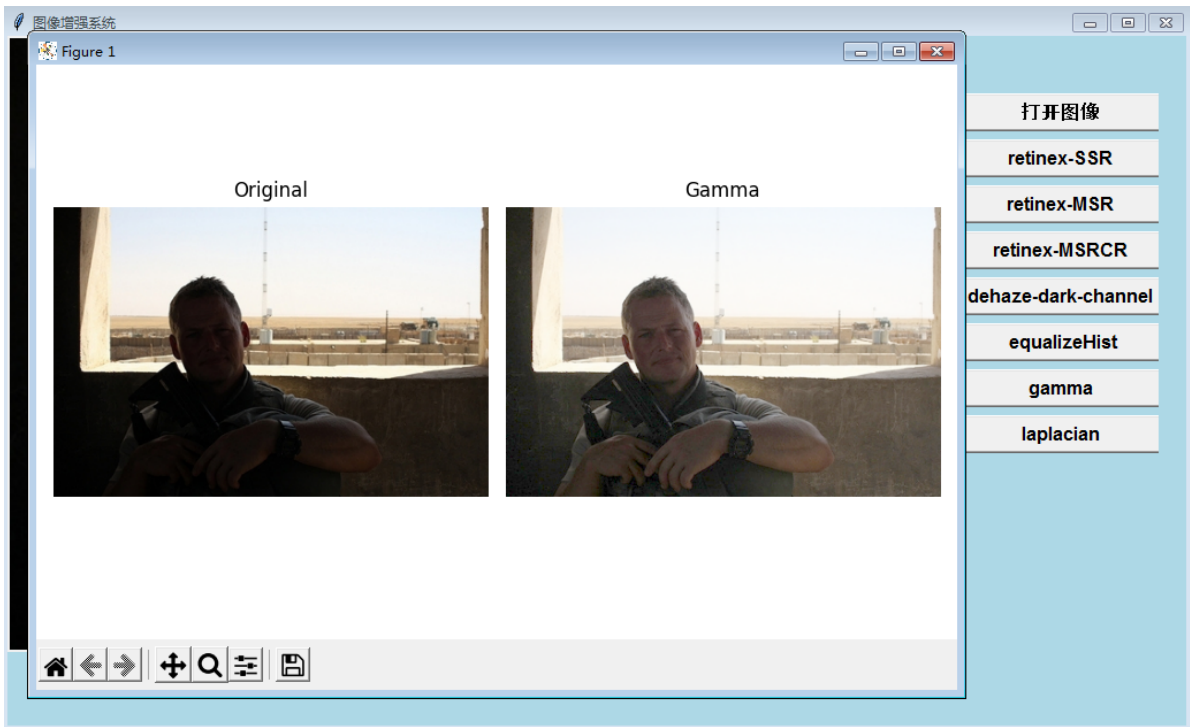 图像增强系统
Figure 1
Original
Gamma
打开图像
retinex-SSR
retinex-MSR
retinex-MSRCR
dehaze-dark-channel
equalizeHist
gamma
laplacian